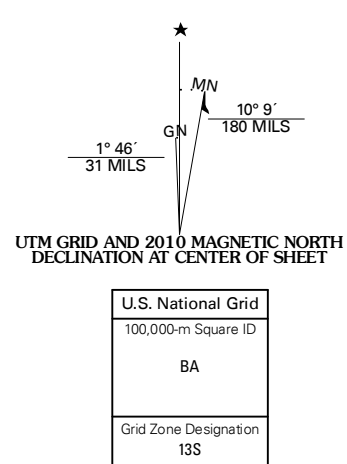 MN
10° 9´
180 MILS
GN
1° 46´
31 MILS
UTM GRID AND 2010 MAGNETIC NORTH
DECLINATION AT CENTER OF SHEET
U.S. National Grid
100,000-m Square ID
BA
Grid Zone Designation
13S